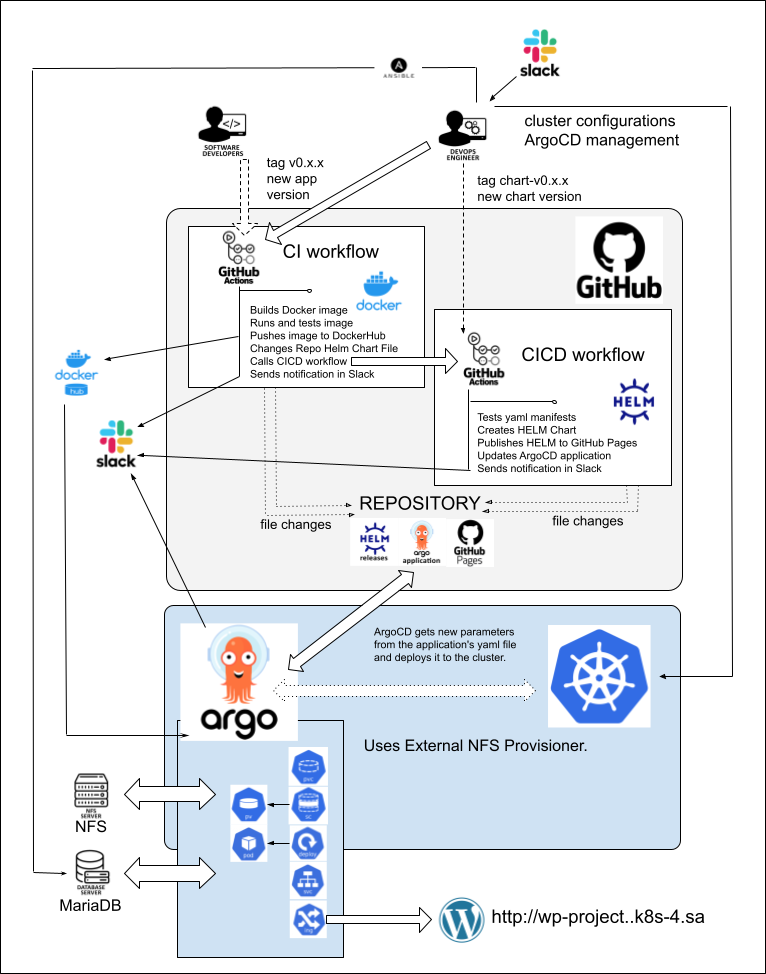 ANSIBLE
slack
cluster configurations
ArgoCD management
SOFTWARE
DEVELOPERS
DEVOPS
ENGINEER
tag v0.x.x
new app
version
tag chart-v0.x.x
new chart version
GitHub
Actions
CI workflow
docker
GitHub
Builds Docker image
Runs and tests image
Pushes image to DockerHub
Changes Repo Helm Chart File
Calls CICD workflow
Sends notification in Slack
docker
hub
GitHub
Actions
CICD workflow
HELM
Tests yaml manifests
Creates HELM Chart
Publishes HELM to GitHub Pages
Updates ArgoCD application
Sends notification in Slack
slack
REPOSITORY
file changes
file changes
HELM
releases
argo
application
GitHub
Pages
ArgoCD gets new parameters
from the application's yaml file
and deploys it to the cluster.
argo
Uses External NFS Provisioner.
pvc
NFS
SERVER
NFS
pv
sc
pod
deploy
svc
DATABASE
SERVER
MariaDB
ing
http://wp-project..k8s-4.sa